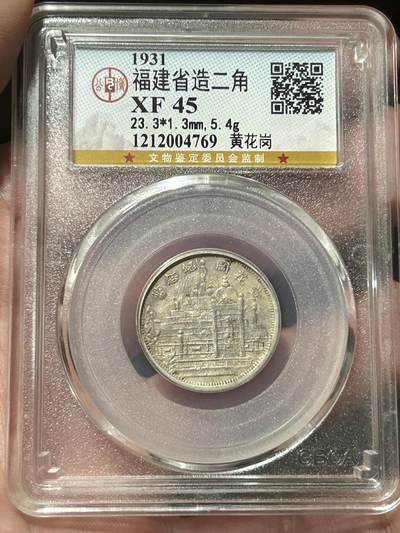 1931
福建省造二角
XF 45
23.3*1.3mm,5.4g
1212004769 黄花岗
★ 文物鉴定委员会监制 ★